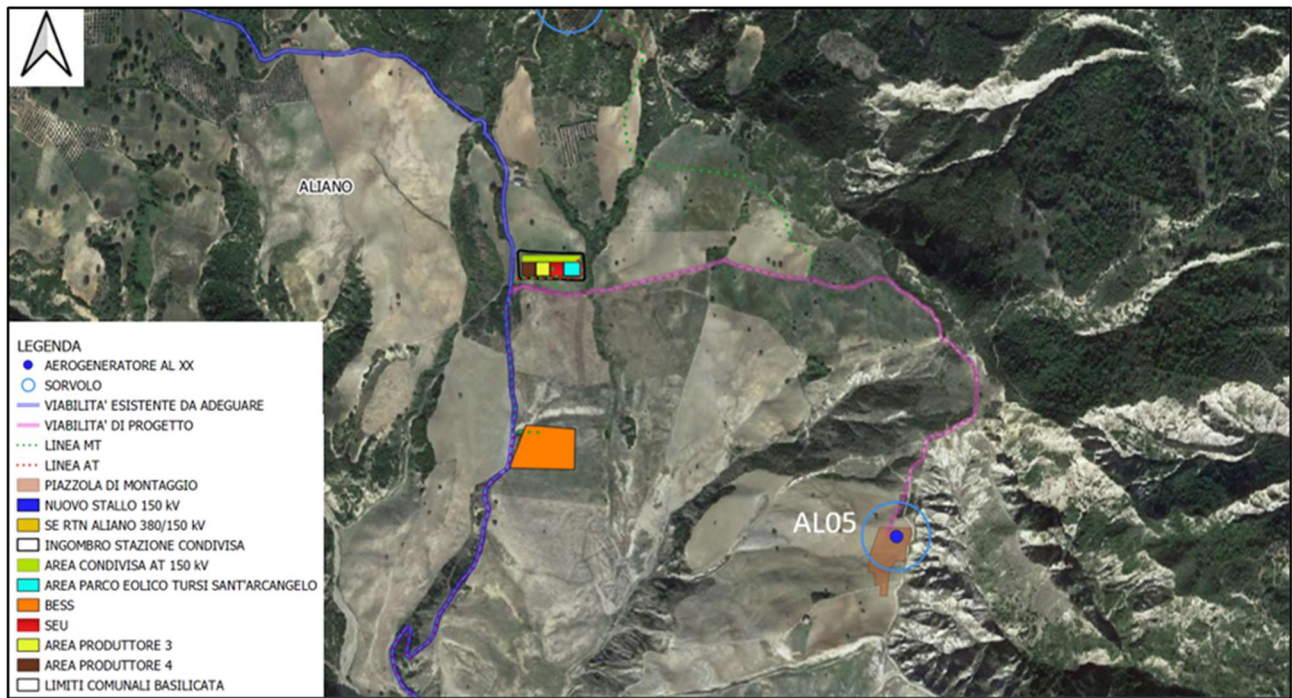 ALIANO
AL05
LEGENDA
AEROGENERATORE AL XX
SORVOLO
VIABILITA' ESISTENTE DA ADEGUARE
VIABILITA' DI PROGETTO
LINEA MT
LINEA AT
PIAZZOLA DI MONTAGGIO
NUOVO STALLO 150 kV
SE RTN ALIANO 380/150 kV
INGOMBRO STAZIONE CONDIVISA
AREA CONDIVISA AT 150 kV
AREA PARCO EOLICO TURSI SANT'ARCANGELO
BESS
SEU
AREA PRODUTTORE 3
AREA PRODUTTORE 4
LIMITI COMUNALI BASILICATA